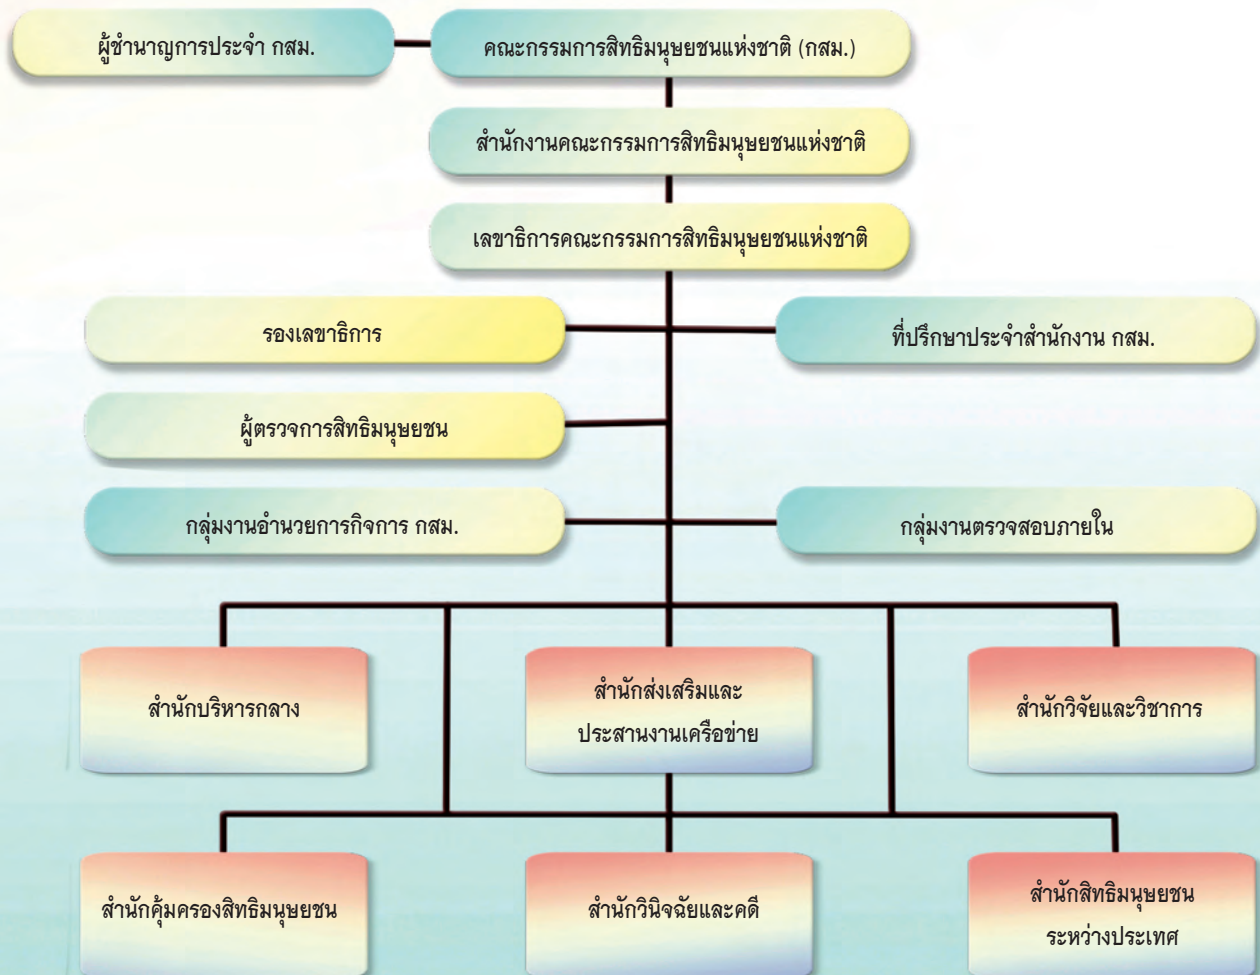 ผู้ชำนาญการประจำ กสม.
คณะกรรมการสิทธิมนุษยชนแห่งชาติ (กสม.)
สำนักงานคณะกรรมการสิทธิมนุษยชนแห่งชาติ
เลขาธิการคณะกรรมการสิทธิมนุษยชนแห่งชาติ
รองเลขาธิการ
ที่ปรึกษาประจำสำนักงาน กสม.
ผู้ตรวจการสิทธิมนุษยชน
กลุ่มงานอำนวยการกิจการ กสม.
กลุ่มงานตรวจสอบภายใน
สำนักบริหารกลาง
สำนักส่งเสริมและ
ประสานงานเครือข่าย
สำนักวิจัยและวิชาการ
สำนักคุ้มครองสิทธิมนุษยชน
สำนักวินิจฉัยและคดี
สำนักสิทธิมนุษยชน
ระหว่างประเทศ